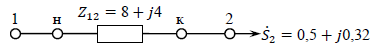 1 н Z₁₂ = 8 + j4 к 2
Ṡ₂ = 0,5 + j0,32